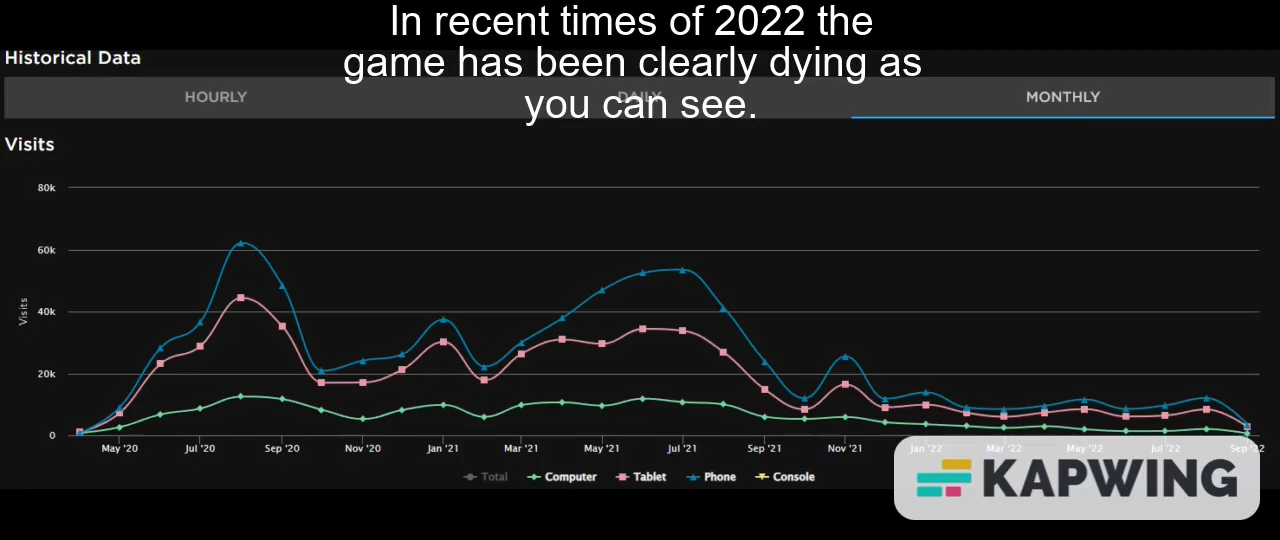 In recent times of 2022 the
game has been clearly dying as
you can see.
Historical Data
HOURLY
DAILY
MONTHLY
Visits
80k
60k
40k
20k
0
Visits
May '20
Jul '20
Sep '20
Nov '20
Jan '21
Mar '21
May '21
Jul '21
Sep '21
Nov '21
Jan '22
Mar '22
May '22
Jul '22
Sep '22
Total
Computer
Tablet
Phone
Console
KAPWING